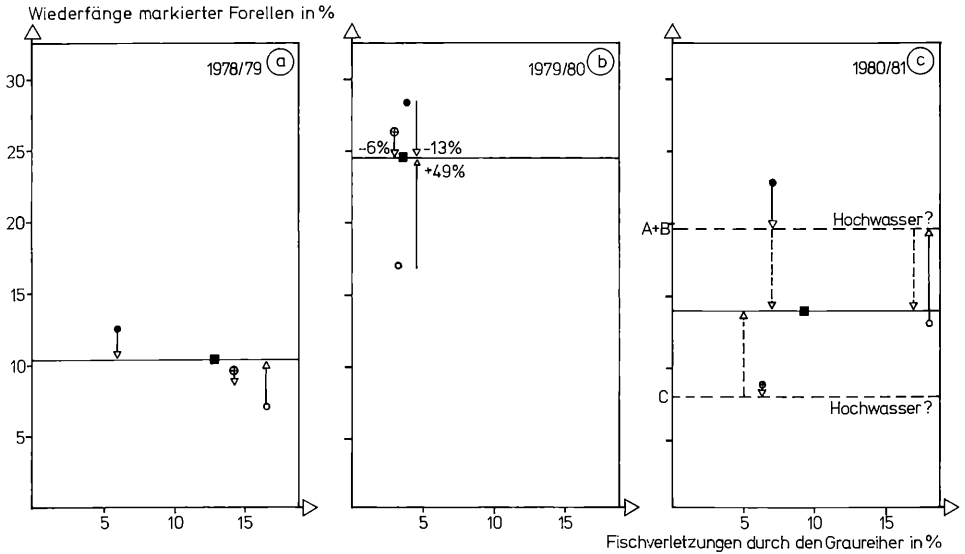 Wiederfänge markierter Forellen in %
1978/79 a
1979/80 b
1980/81 c
30
25
20
15
10
5
-6%
-13%
+49%
Hochwasser?
A+B
C
Hochwasser?
5 10 15
5 10 15
5 10 15
Fischverletzungen durch den Graureiher in %